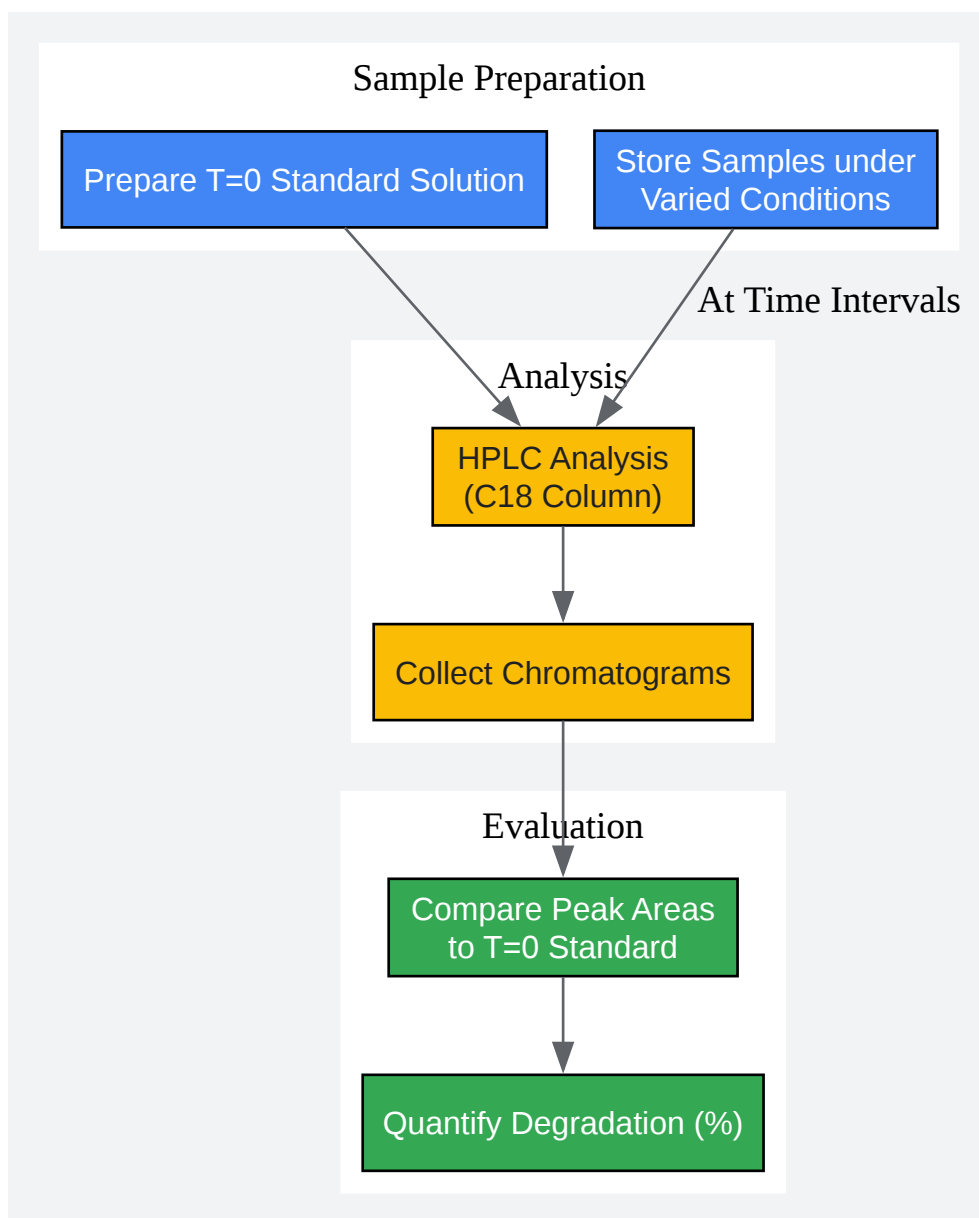 Sample Preparation
Prepare T=0 Standard Solution
Store Samples under
Varied Conditions
At Time Intervals
Analysis
HPLC Analysis
(C18 Column)
Collect Chromatograms
Evaluation
Compare Peak Areas
to T=0 Standard
Quantify Degradation (%)